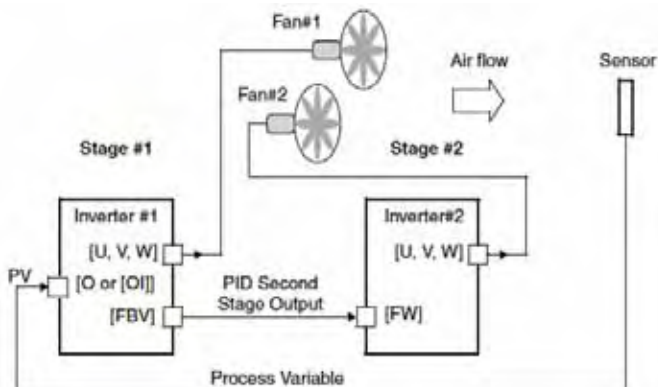 Fan#1
Air flow
Sensor
Fan#2
Stage #1
Stage #2
Inverter #1
Inverter#2
[U, V, W]
[U, V, W]
PV
[O or [OI]]
PID Second
Stage Output
[FBV]
[FW]
Process Variable